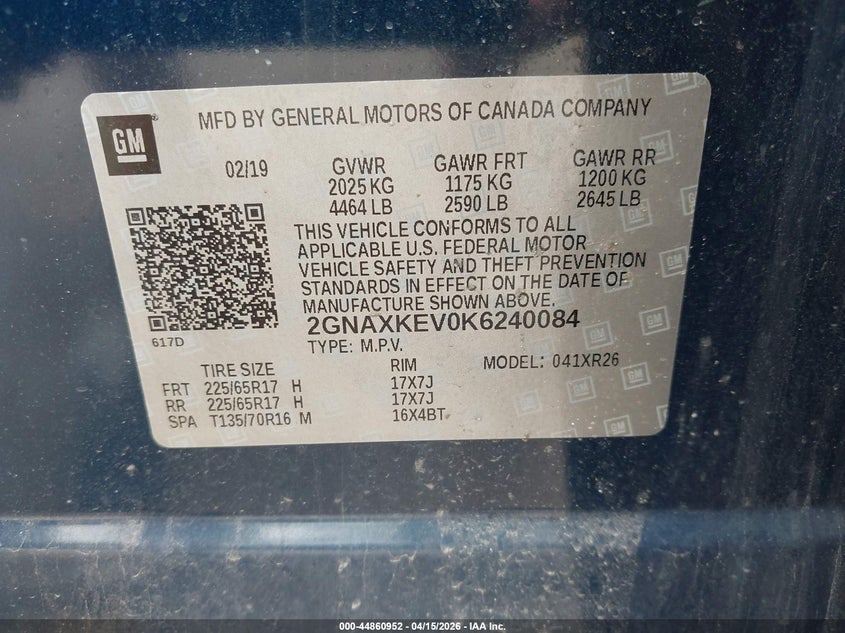 GM
MFD BY GENERAL MOTORS OF CANADA COMPANY
02/19 GVWR GAWR FRT GAWR RR
2025 KG 1175 KG 1200 KG
4464 LB 2590 LB 2645 LB
THIS VEHICLE CONFORMS TO ALL
APPLICABLE U.S. FEDERAL MOTOR
VEHICLE SAFETY AND THEFT PREVENTION
STANDARDS IN EFFECT ON THE DATE OF
MANUFACTURE SHOWN ABOVE.
617D
2GNAXKEV0K6240084
TYPE: M.P.V.
TIRE SIZE RIM MODEL: 041XR26
FRT 225/65R17 H 17X7J
RR 225/65R17 H 17X7J
SPA T135/70R16 M 16X4BT
000-44860952 - 04/15/2026 - IAA Inc.